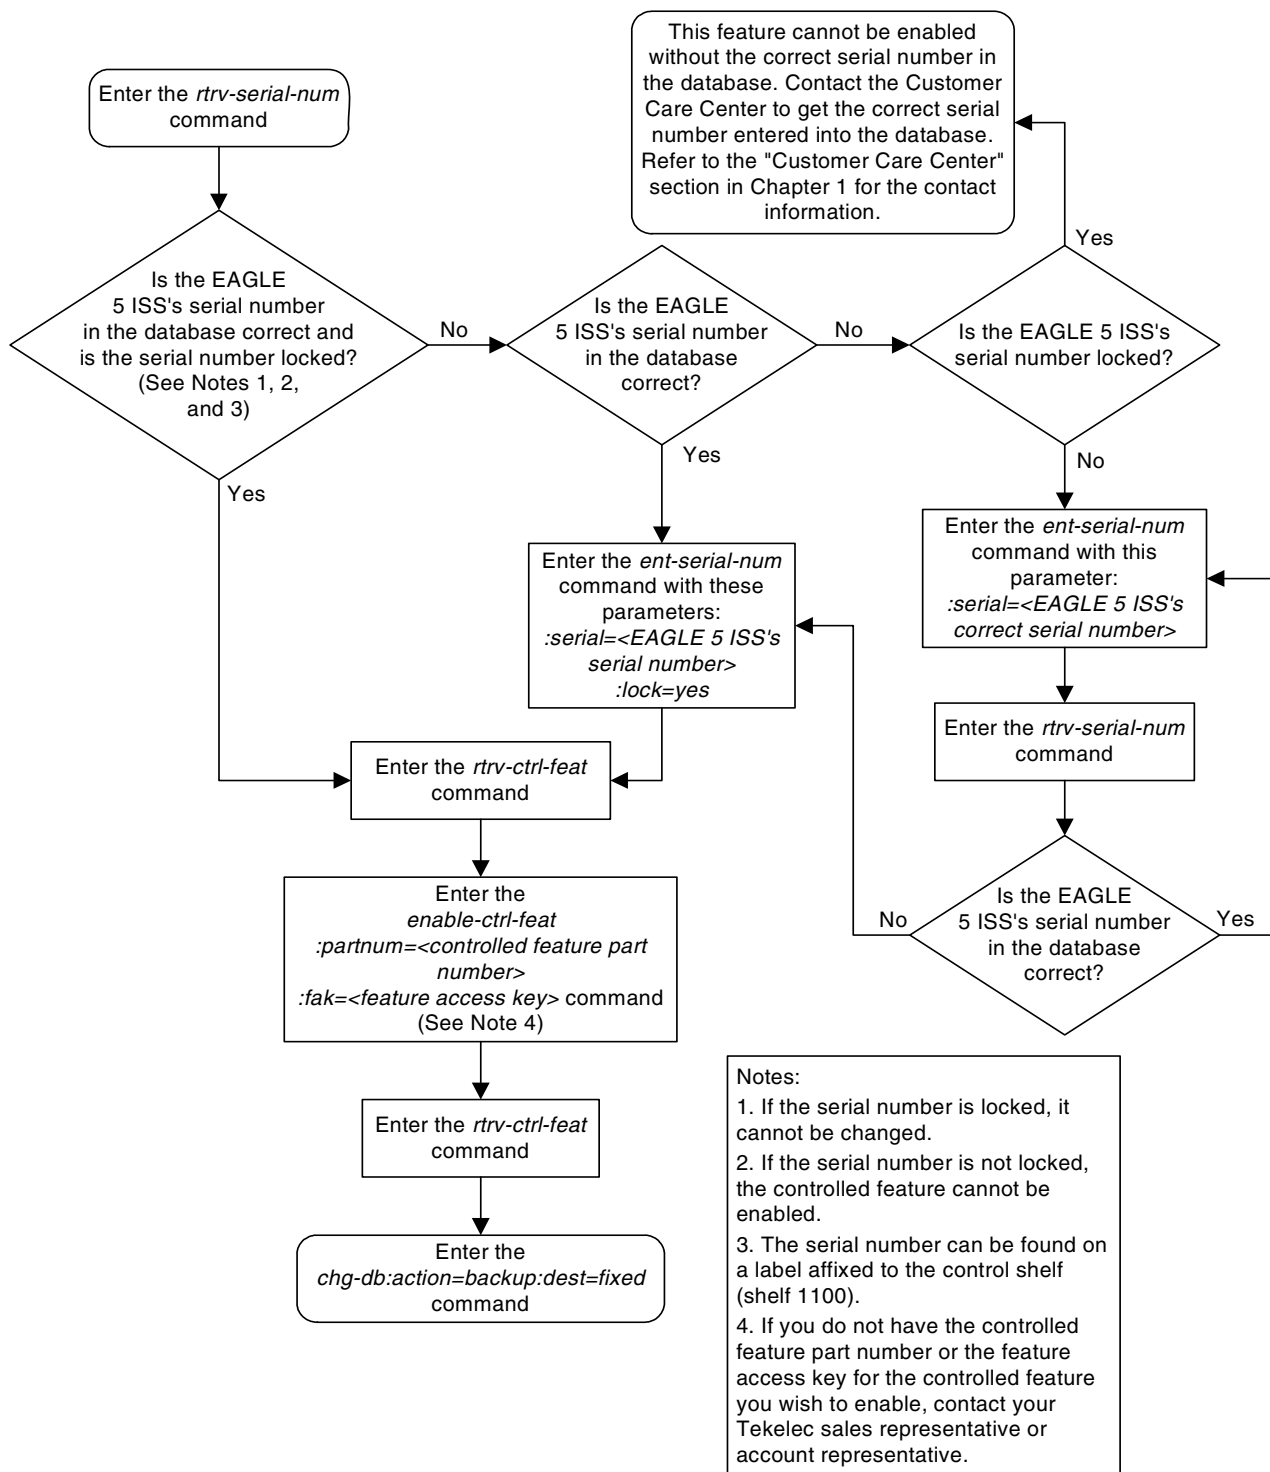 This feature cannot be enabled
without the correct serial number in
the database. Contact the Customer
Care Center to get the correct serial
number entered into the database.
Refer to the "Customer Care Center"
section in Chapter 1 for the contact
information.
Enter the rtrv-serial-num
command
Is the EAGLE
5 ISS's serial number
in the database correct and
is the serial number locked?
(See Notes 1, 2,
and 3)
No
Yes
Is the EAGLE
5 ISS's serial number
in the database
correct?
No
Yes
Is the EAGLE 5 ISS's
serial number locked?
Yes
No
Enter the ent-serial-num
command with these
parameters:
:serial=<EAGLE 5 ISS's
serial number>
:lock=yes
Enter the ent-serial-num
command with this
parameter:
:serial=<EAGLE 5 ISS's
correct serial number>
Enter the rtrv-serial-num
command
Is the EAGLE
5 ISS's serial number
in the database
correct?
No
Yes
Enter the rtrv-ctrl-feat
command
Enter the
enable-ctrl-feat
:partnum=<controlled feature part
number>
:fak=<feature access key> command
(See Note 4)
Enter the rtrv-ctrl-feat
command
Enter the
chg-db:action=backup:dest=fixed
command
Notes:
1. If the serial number is locked, it
cannot be changed.
2. If the serial number is not locked,
the controlled feature cannot be
enabled.
3. The serial number can be found on
a label affixed to the control shelf
(shelf 1100).
4. If you do not have the controlled
feature part number or the feature
access key for the controlled feature
you wish to enable, contact your
Tekelec sales representative or
account representative.